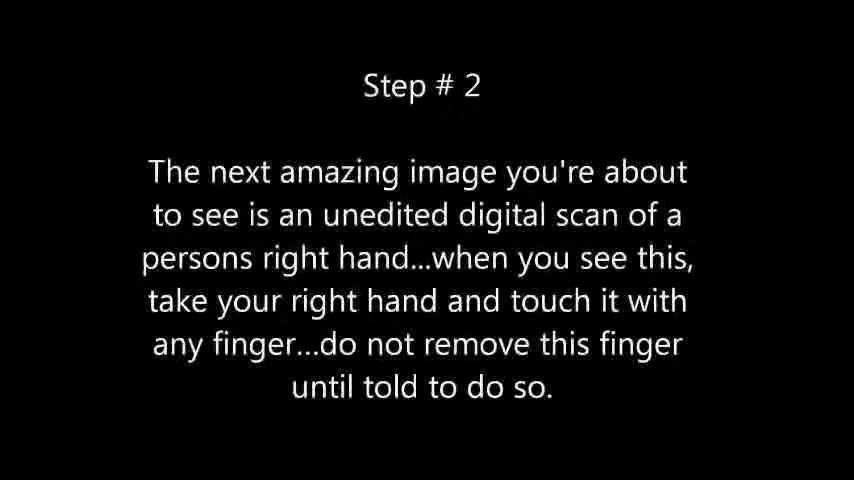 Step # 2
The next amazing image you're about
to see is an unedited digital scan of a
persons right hand...when you see this,
take your right hand and touch it with
any finger...do not remove this finger
until told to do so.